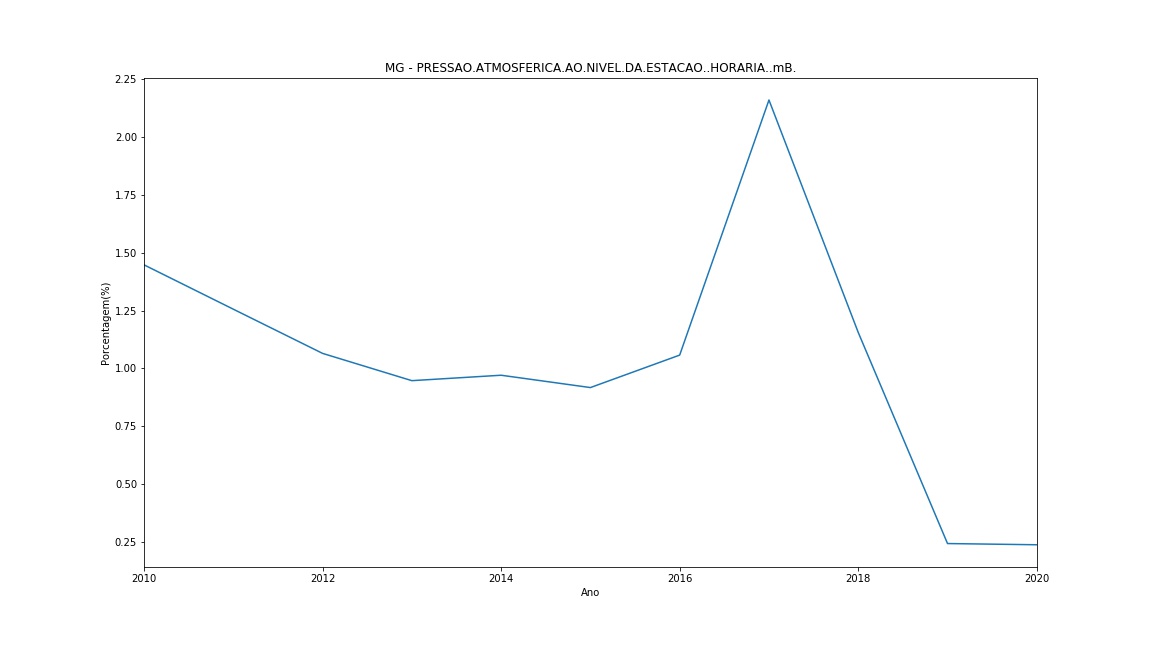 MG - PRESSAO.ATMOSFERICA.AO.NIVEL.DA.ESTACAO..HORARIA..mB.
2.25
2.00
1.75
1.50
1.25
1.00
0.75
0.50
0.25
Porcentagem(%)
2010 2012 2014 2016 2018 2020
Ano